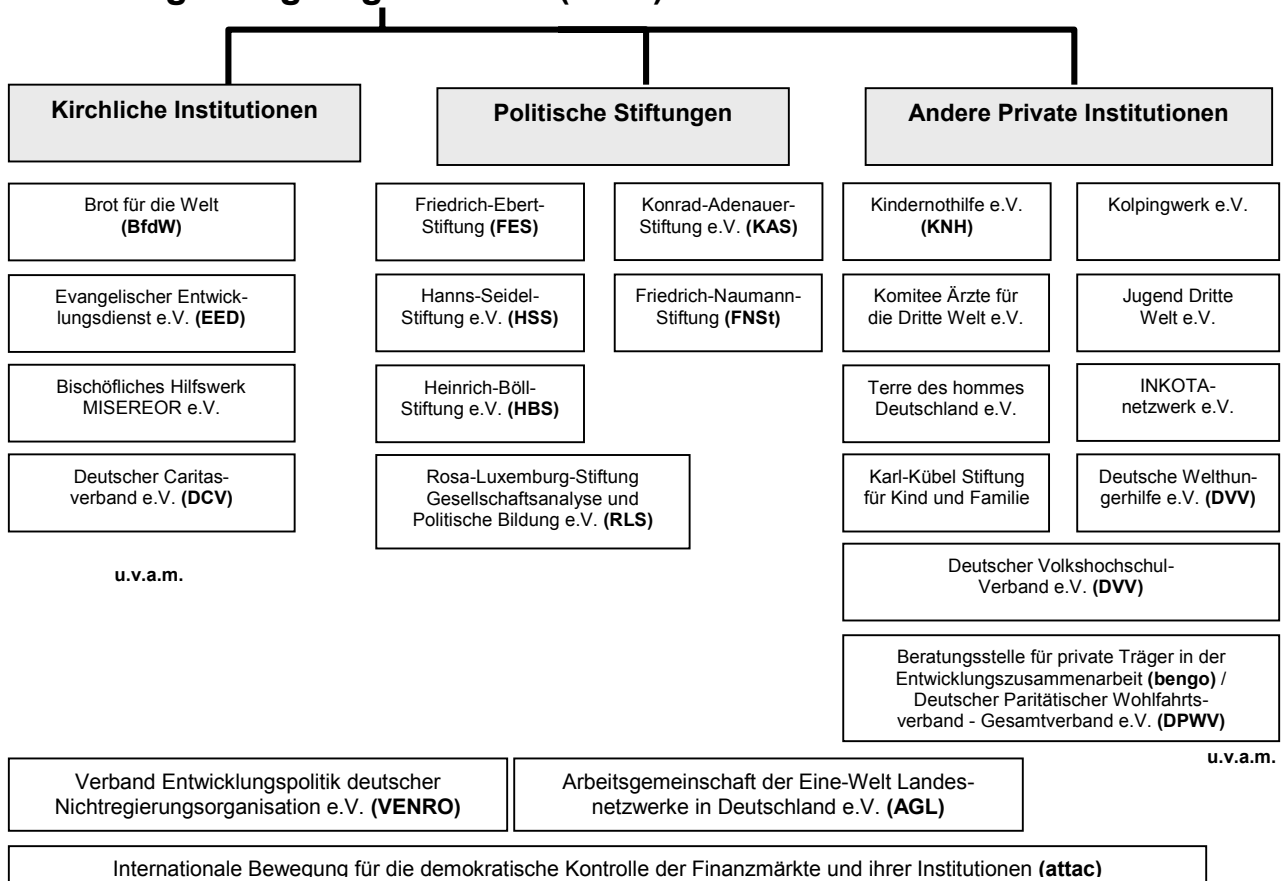 Kirchliche Institutionen
Politische Stiftungen
Andere Private Institutionen
Brot für die Welt
(BfdW)
Evangelischer Entwick-
lungsdienst e.V. (EED)
Bischöfliches Hilfswerk
MISEREOR e.V.
Deutscher Caritas-
verband e.V. (DCV)
u.v.a.m.
Friedrich-Ebert-
Stiftung (FES)
Konrad-Adenauer-
Stiftung e.V. (KAS)
Hanns-Seidel-
Stiftung e.V. (HSS)
Friedrich-Naumann-
Stiftung (FNSt)
Heinrich-Böll-
Stiftung e.V. (HBS)
Rosa-Luxemburg-Stiftung
Gesellschaftsanalyse und
Politische Bildung e.V. (RLS)
Kindernothilfe e.V.
(KNH)
Kolpingwerk e.V.
Komitee Ärzte für
die Dritte Welt e.V.
Jugend Dritte
Welt e.V.
Terre des hommes
Deutschland e.V.
INKOTA-
netzwerk e.V.
Karl-Kübel Stiftung
für Kind und Familie
Deutsche Welthun-
gerhilfe e.V. (DVV)
Deutscher Volkshochschul-
Verband e.V. (DVV)
Beratungsstelle für private Träger in der
Entwicklungszusammenarbeit (bengo) /
Deutscher Paritätischer Wohlfahrts-
verband - Gesamtverband e.V. (DPWV)
u.v.a.m.
Verband Entwicklungspolitik deutscher
Nichtregierungsorganisation e.V. (VENRO)
Arbeitsgemeinschaft der Eine-Welt Landes-
netzwerke in Deutschland e.V. (AGL)
Internationale Bewegung für die demokratische Kontrolle der Finanzmärkte und ihrer Institutionen (attac)